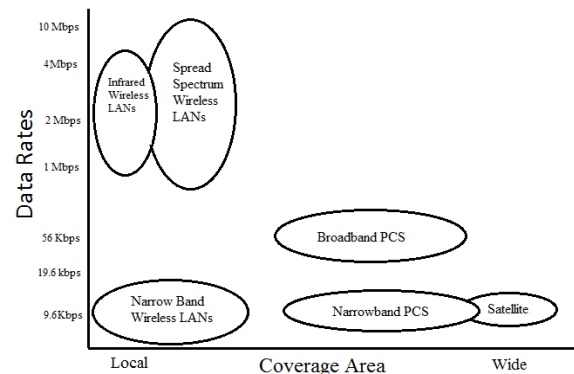 10 Mbps
4Mbps
2 Mbps
1 Mbps
56 Kbps
19.6 kbps
9.6Kbps
Data Rates
Infrared
Wireless
LANs
Spread
Spectrum
Wireless
LANs
Broadband PCS
Narrow Band
Wireless LANs
Narrowband PCS
Satellite
Local
Coverage Area
Wide